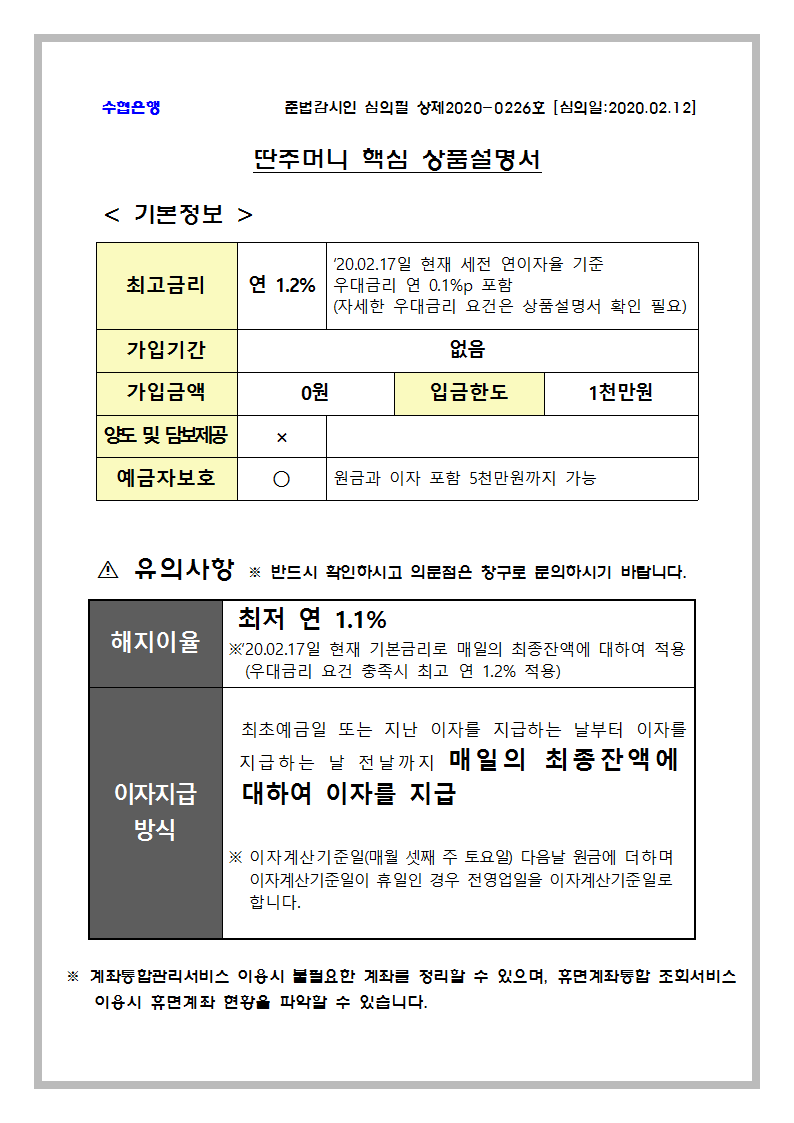 수협은행 준법감시인 심의필 상제2020-0226호 [심의일:2020.02.12]
딴주머니 핵심 상품설명서
< 기본정보 >
최고금리 연 1.2% ‘20.02.17일 현재 세전 연이자율 기준
우대금리 연 0.1%p 포함
(자세한 우대금리 요건은 상품설명서 확인 필요)
가입기간 없음
가입금액 0원 입금한도 1천만원
양도 및 담보제공 ×
예금자보호 ○ 원금과 이자 포함 5천만원까지 가능
⚠ 유의사항 ※ 반드시 확인하시고 의문점은 창구로 문의하시기 바랍니다.
해지이율
최저 연 1.1%
※‘20.02.17일 현재 기본금리로 매일의 최종잔액에 대하여 적용
(우대금리 요건 충족시 최고 연 1.2% 적용)
이자지급
방식
최초예금일 또는 지난 이자를 지급하는 날부터 이자를
지급하는 날 전날까지 매일의 최종잔액에
대하여 이자를 지급
※ 이자계산기준일(매월 셋째 주 토요일) 다음날 원금에 더하며
이자계산기준일이 휴일인 경우 전영업일을 이자계산기준일로
합니다.
※ 계좌통합관리서비스 이용시 불필요한 계좌를 정리할 수 있으며, 휴면계좌통합 조회서비스
이용시 휴면계좌 현황을 파악할 수 있습니다.